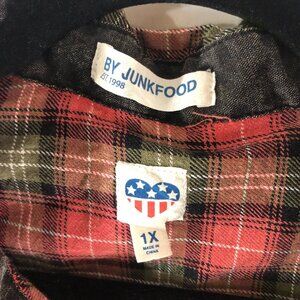 BY JUNKFOOD
EST. 1998
1X
MADE IN
CHINA